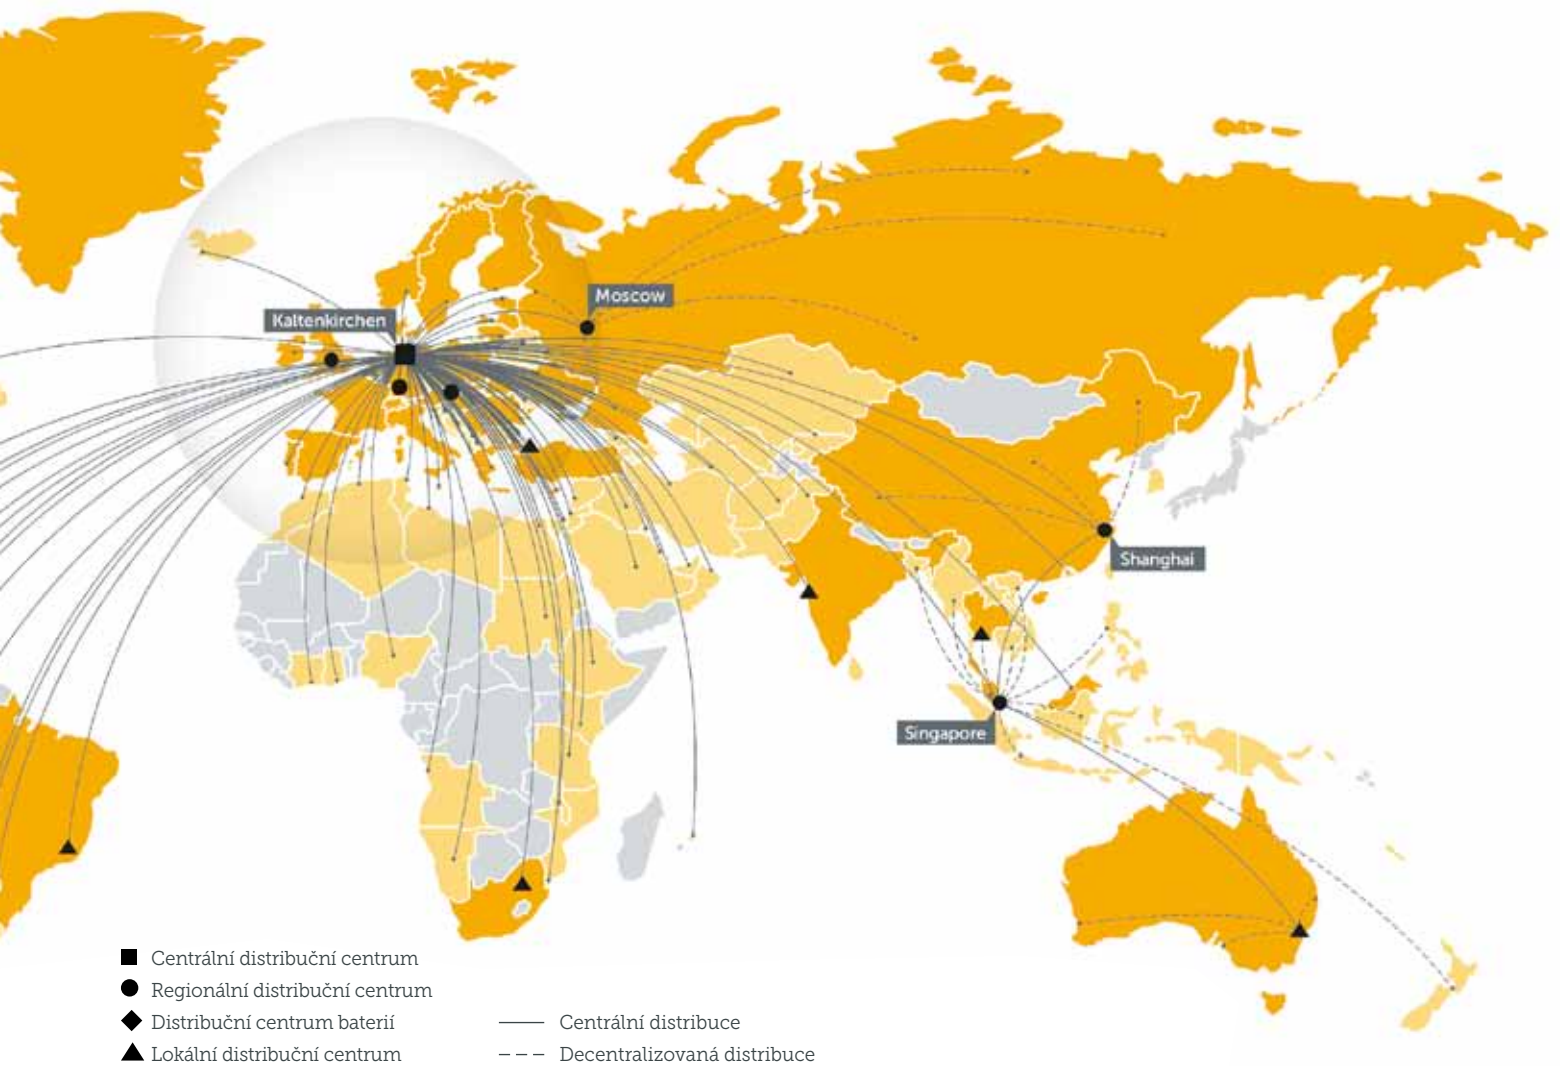 Moscow
Kaltenkirchen
Shanghai
Singapore
Centrální distribuční centrum
Regionální distribuční centrum
Distribuční centrum baterií
Lokální distribuční centrum
Centrální distribuce
Decentralizovaná distribuce